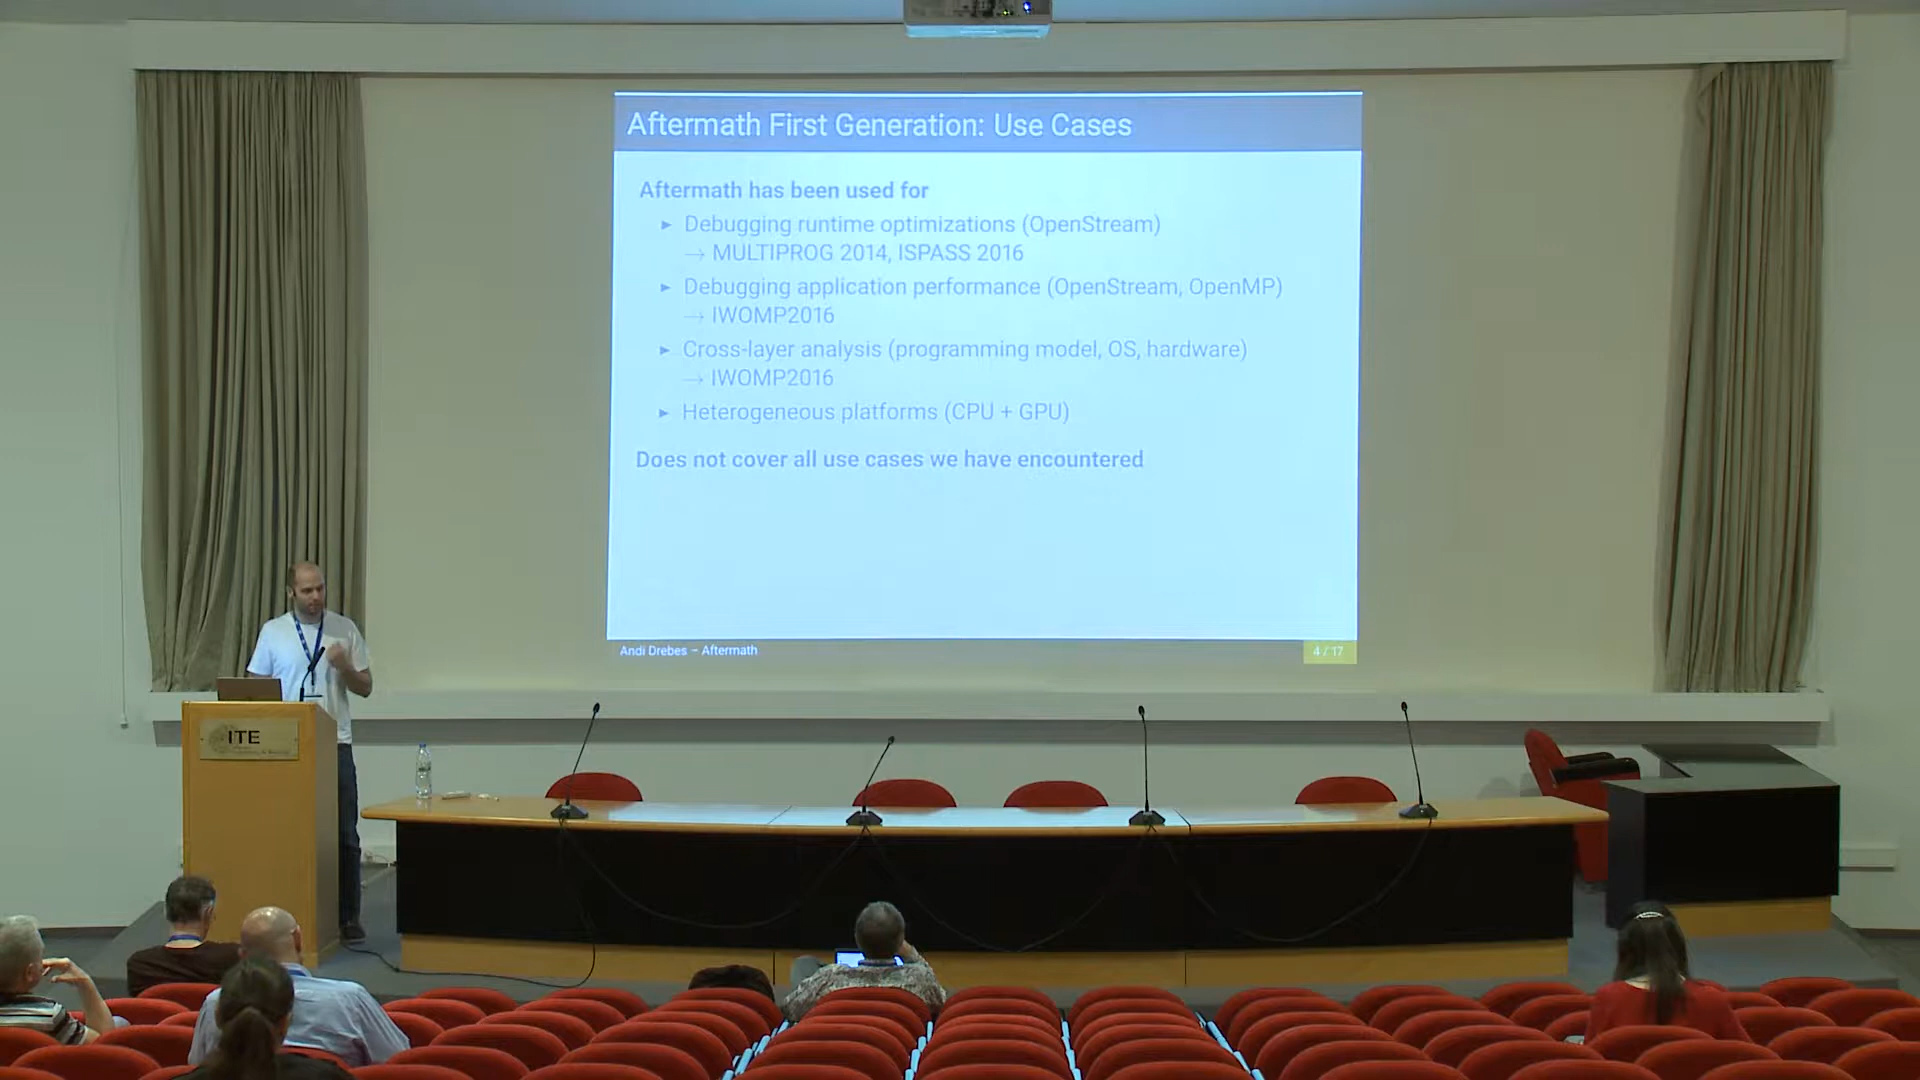 Aftermath First Generation: Use Cases
Aftermath has been used for
► Debugging runtime optimizations (OpenStream)
→ MULTIPROG 2014, ISPASS 2016
► Debugging application performance (OpenStream, OpenMP)
→ IWOMP2016
► Cross-layer analysis (programming model, OS, hardware)
→ IWOMP2016
► Heterogeneous platforms (CPU + GPU)
Does not cover all use cases we have encountered
Andi Drebes – Aftermath
4 / 17
ITE